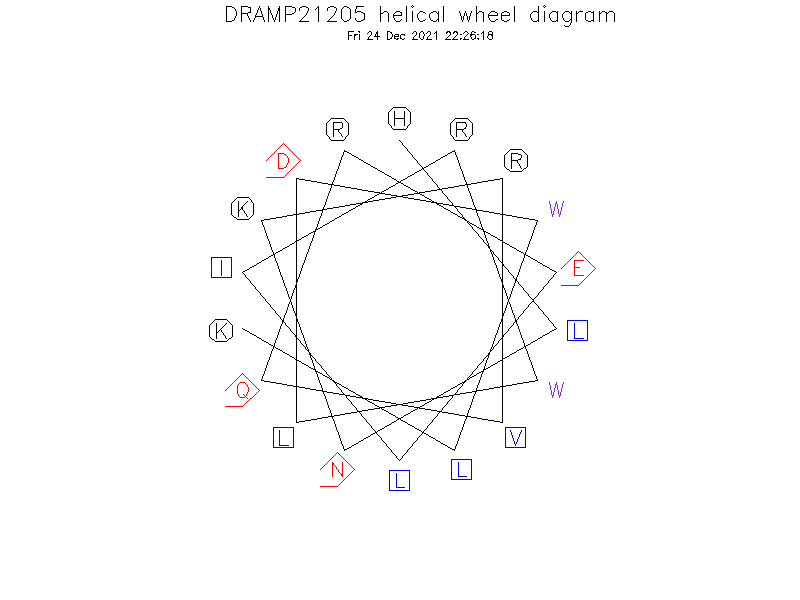 DRAMP21205 helical wheel diagram
Fri 24 Dec 2021 22:26:18
H
R R
D R
K W
I E
K L
Q W
L V
N L
L